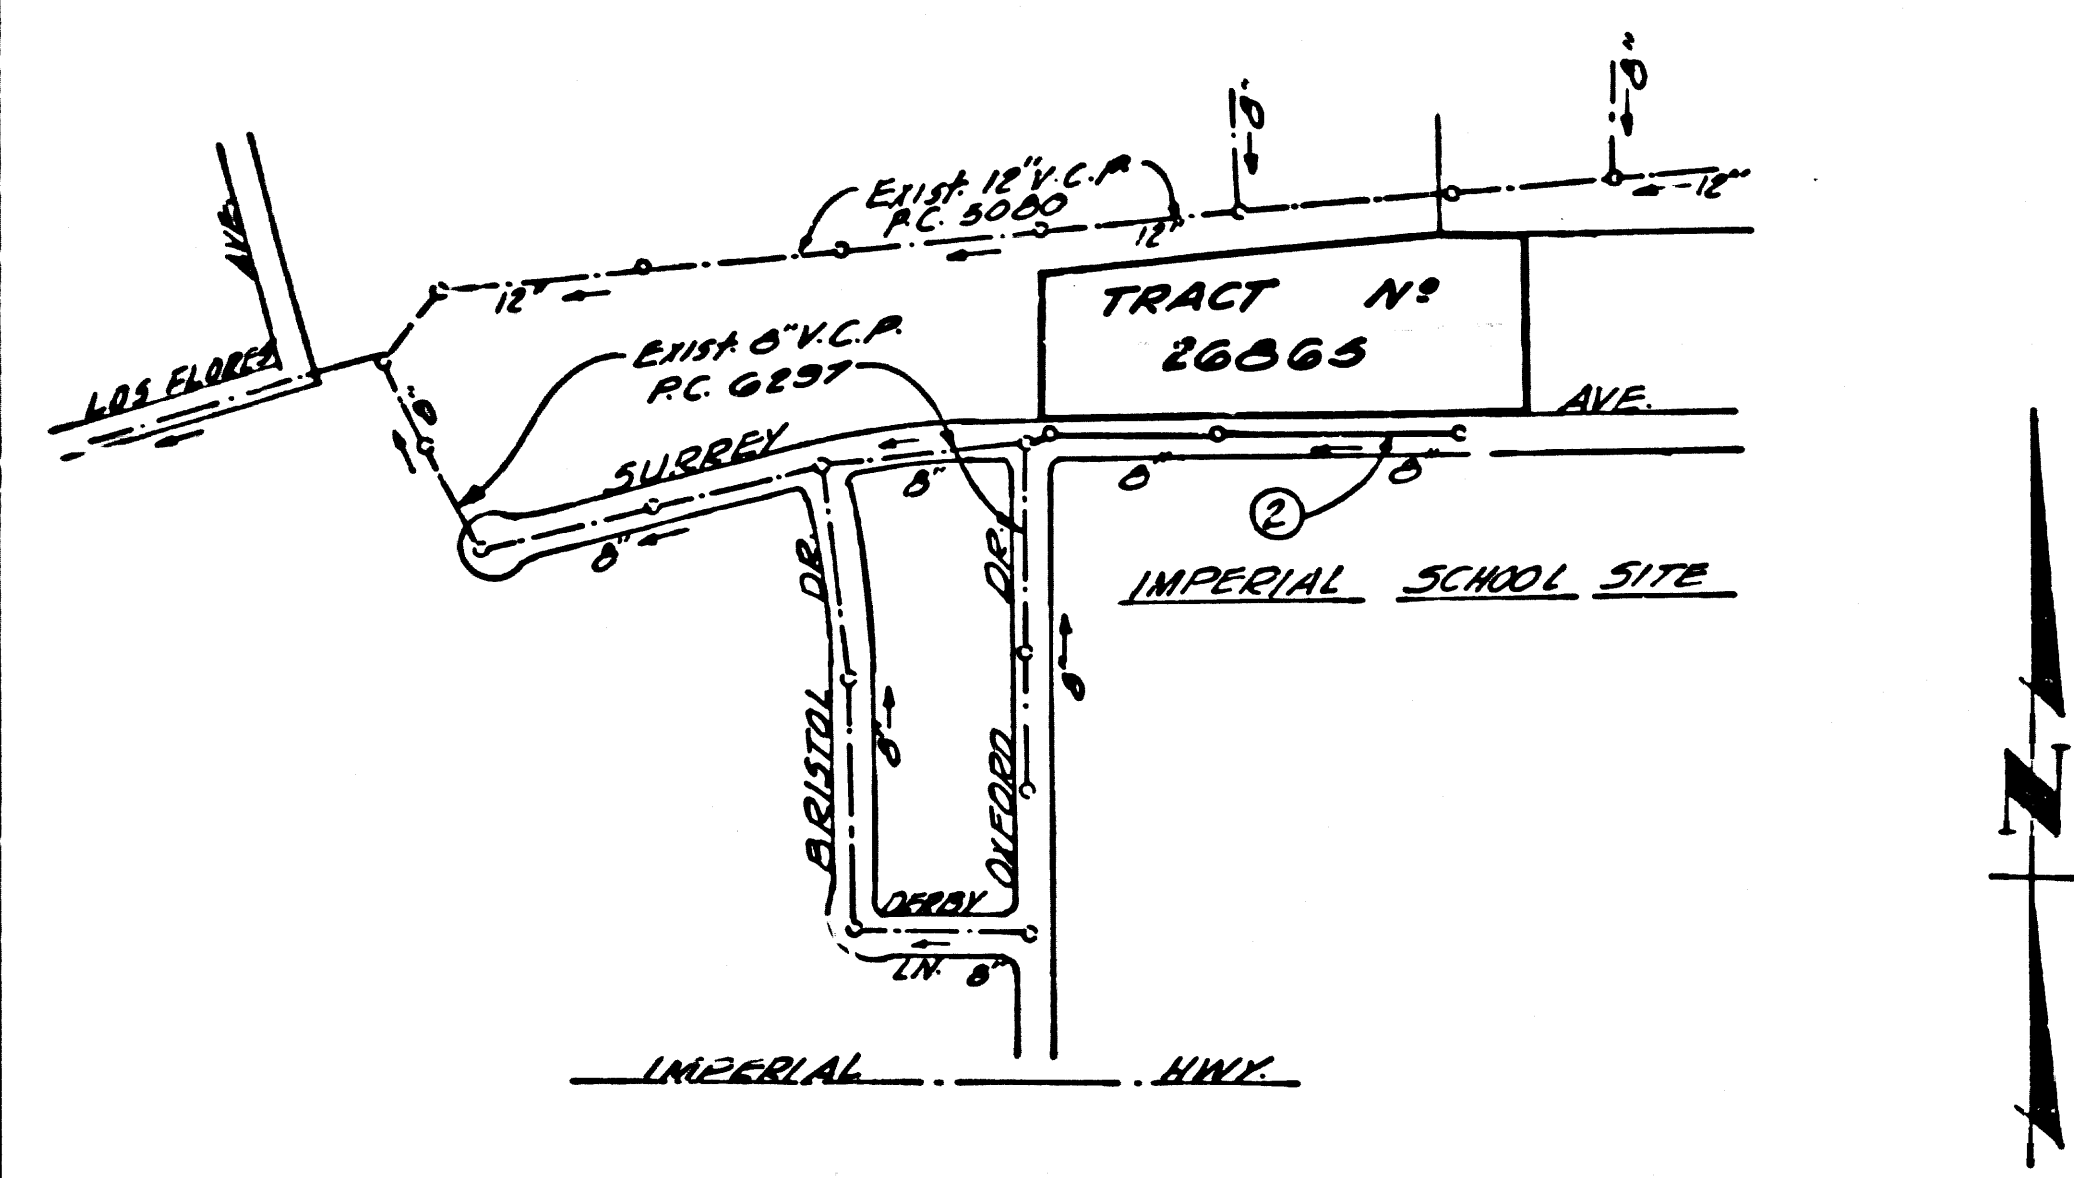 8"
8"
Exist. 12" V.C.P.
P.C. 5080
12"
12"
AVE.
12"
TRACT Nº
26865
Exist. 8" V.C.P.
P.C. 6297
LOS FLORES
8"
AVE.
SURREY
8"
8"
8"
2
8"
DR.
DR.
IMPERIAL SCHOOL SITE
8"
BRISTOL
8"
OXFORD
DERBY
LN. 8"
N
IMPERIAL HWY.